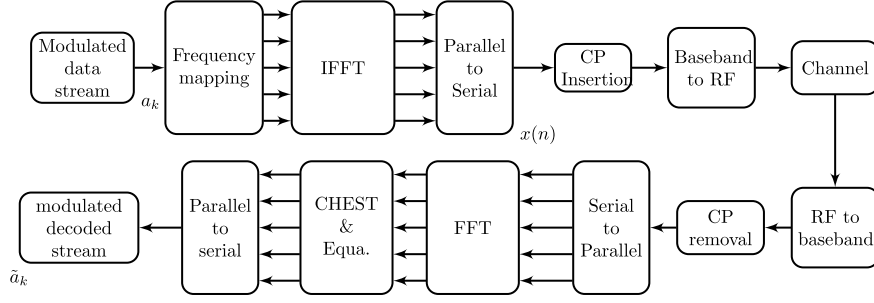 Modulated
data
stream
a_k
Frequency
mapping
IFFT
Parallel
to
Serial
x(n)
CP
Insertion
Baseband
to RF
Channel
modulated
decoded
stream
ã_k
Parallel
to
serial
CHEST
&
Equa.
FFT
Serial
to
Parallel
CP
removal
RF to
baseband